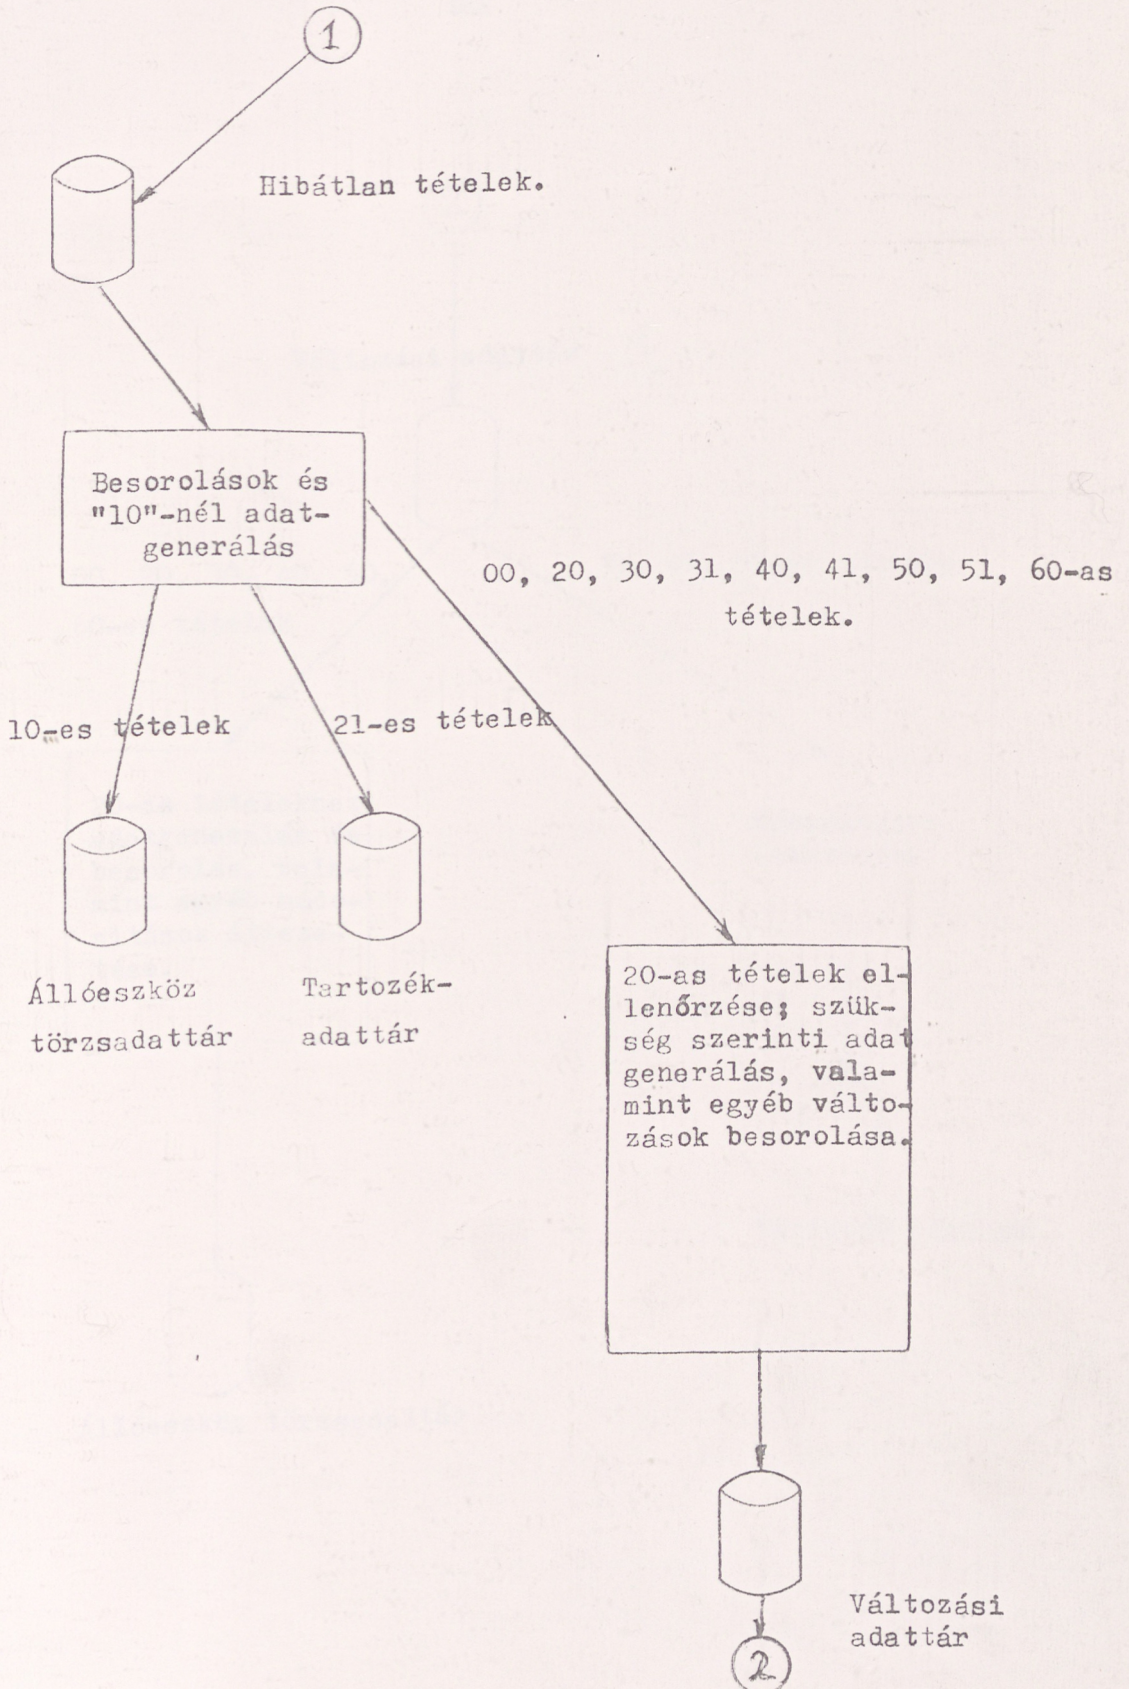 1
Hibátlan tételek.
Besorolások és
"10"-nél adat-
generálás
00, 20, 30, 31, 40, 41, 50, 51, 60-as
tételek.
10-es tételek
21-es tételek
Állóeszköz
törzsadattár
Tartozék-
adattár
20-as tételek el-
lenőrzése; szük-
ség szerinti adat
generálás, vala-
mint egyéb válto-
zások besorolása.
Változási
adattár
2